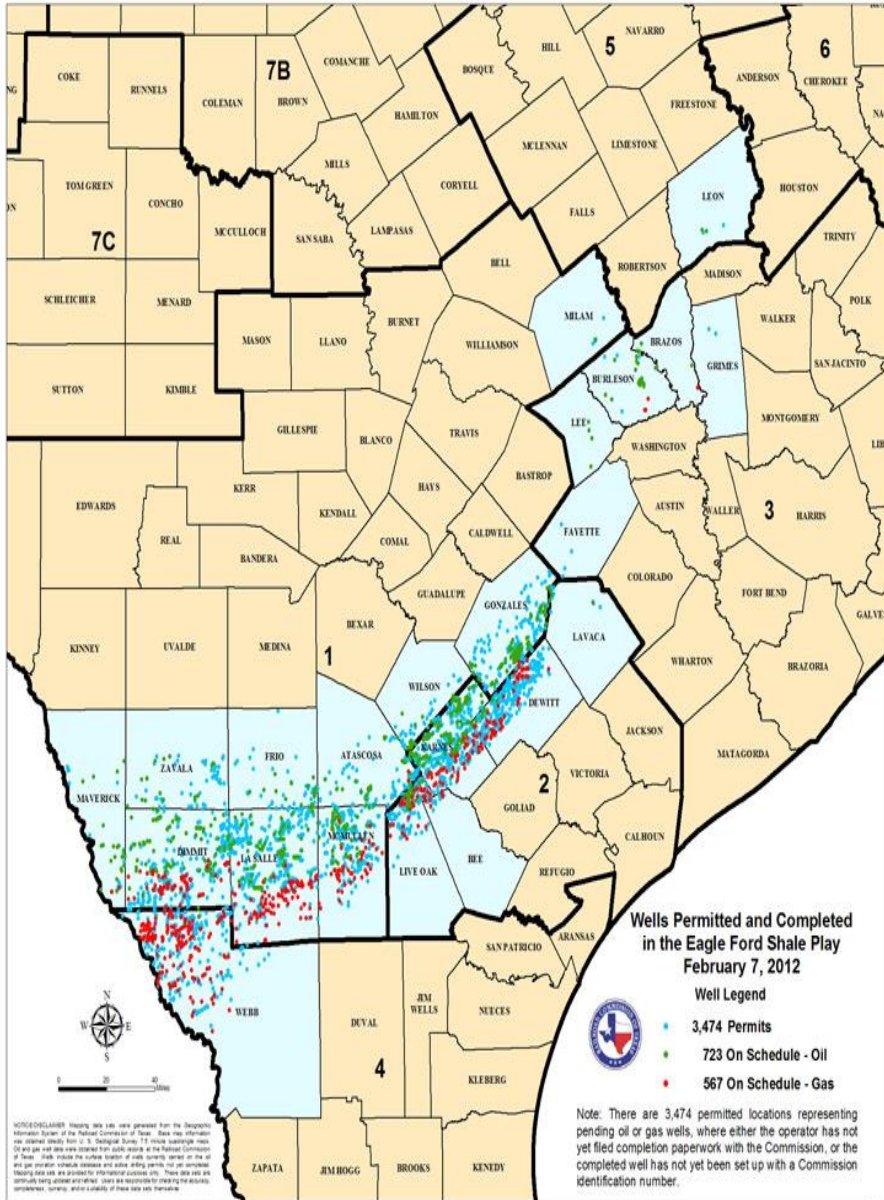 NAVARRO
HILL
5
6
COMANCHE
BOSQUE
ANDERSON
CHEROKEE
NG
COKE
RUNNELS
7B
COLEMAN
BROWN
FREESTONE
HAMILTON
MCLENNAN
LIMESTONE
MILLS
CORYELL
HOUSTON
TOM GREEN
CONCHO
LEON
ON
FALLS
TRINITY
MCCULLOCH
SAN SABA
LAMPASAS
7C
BELL
ROBERTSON
MADISON
SCHLEICHER
MENARD
POLK
BURNET
MILAM
WALKER
MASON
LLANO
WILLIAMSON
BRAZOS
SAN JACINTO
GRIMES
SUTTON
KIMBLE
BURLESON
MONTGOMERY
GILLESPIE
BLANCO
TRAVIS
LEE
WASHINGTON
LIB
BASTROP
KERR
HAYS
EDWARDS
KENDALL
AUSTIN
WALLER
3
HARRIS
REAL
CALDWELL
FAYETTE
COMAL
BANDERA
COLORADO
GUADALUPE
FORT BEND
GONZALES
GALVE
BEXAR
LAVACA
KINNEY
UVALDE
MEDINA
1
WHARTON
BRAZORIA
WILSON
DEWITT
JACKSON
ZAVALA
FRIO
ATASCOSA
KARNES
MATAGORDA
VICTORIA
2
MAVERICK
GOLIAD
CALHOUN
MCMULLEN
DIMMIT
LA SALLE
BEE
LIVE OAK
REFUGIO
ARANSAS
SAN PATRICIO
WEBB
DUVAL
JIM
WELLS
NUECES
4
KLEBERG
ZAPATA
JIM HOGG
BROOKS
KENEDY
N
W E
S
0 20 40
Miles
Wells Permitted and Completed
in the Eagle Ford Shale Play
February 7, 2012
Well Legend
3,474 Permits
723 On Schedule - Oil
567 On Schedule - Gas
Note: There are 3,474 permitted locations representing
pending oil or gas wells, where either the operator has not
yet filed completion paperwork with the Commission, or the
completed well has not yet been set up with a Commission
identification number.